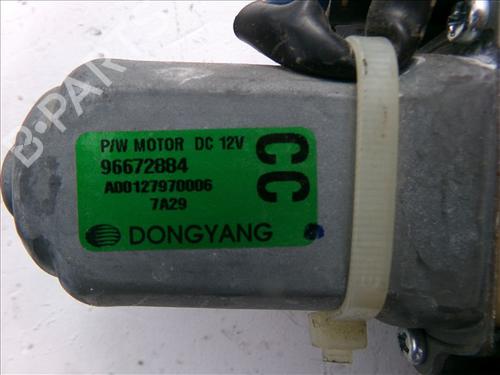 P/W MOTOR DC 12V
96672884
A00127970006
7A29
CC
DONGYANG
B-PARTS